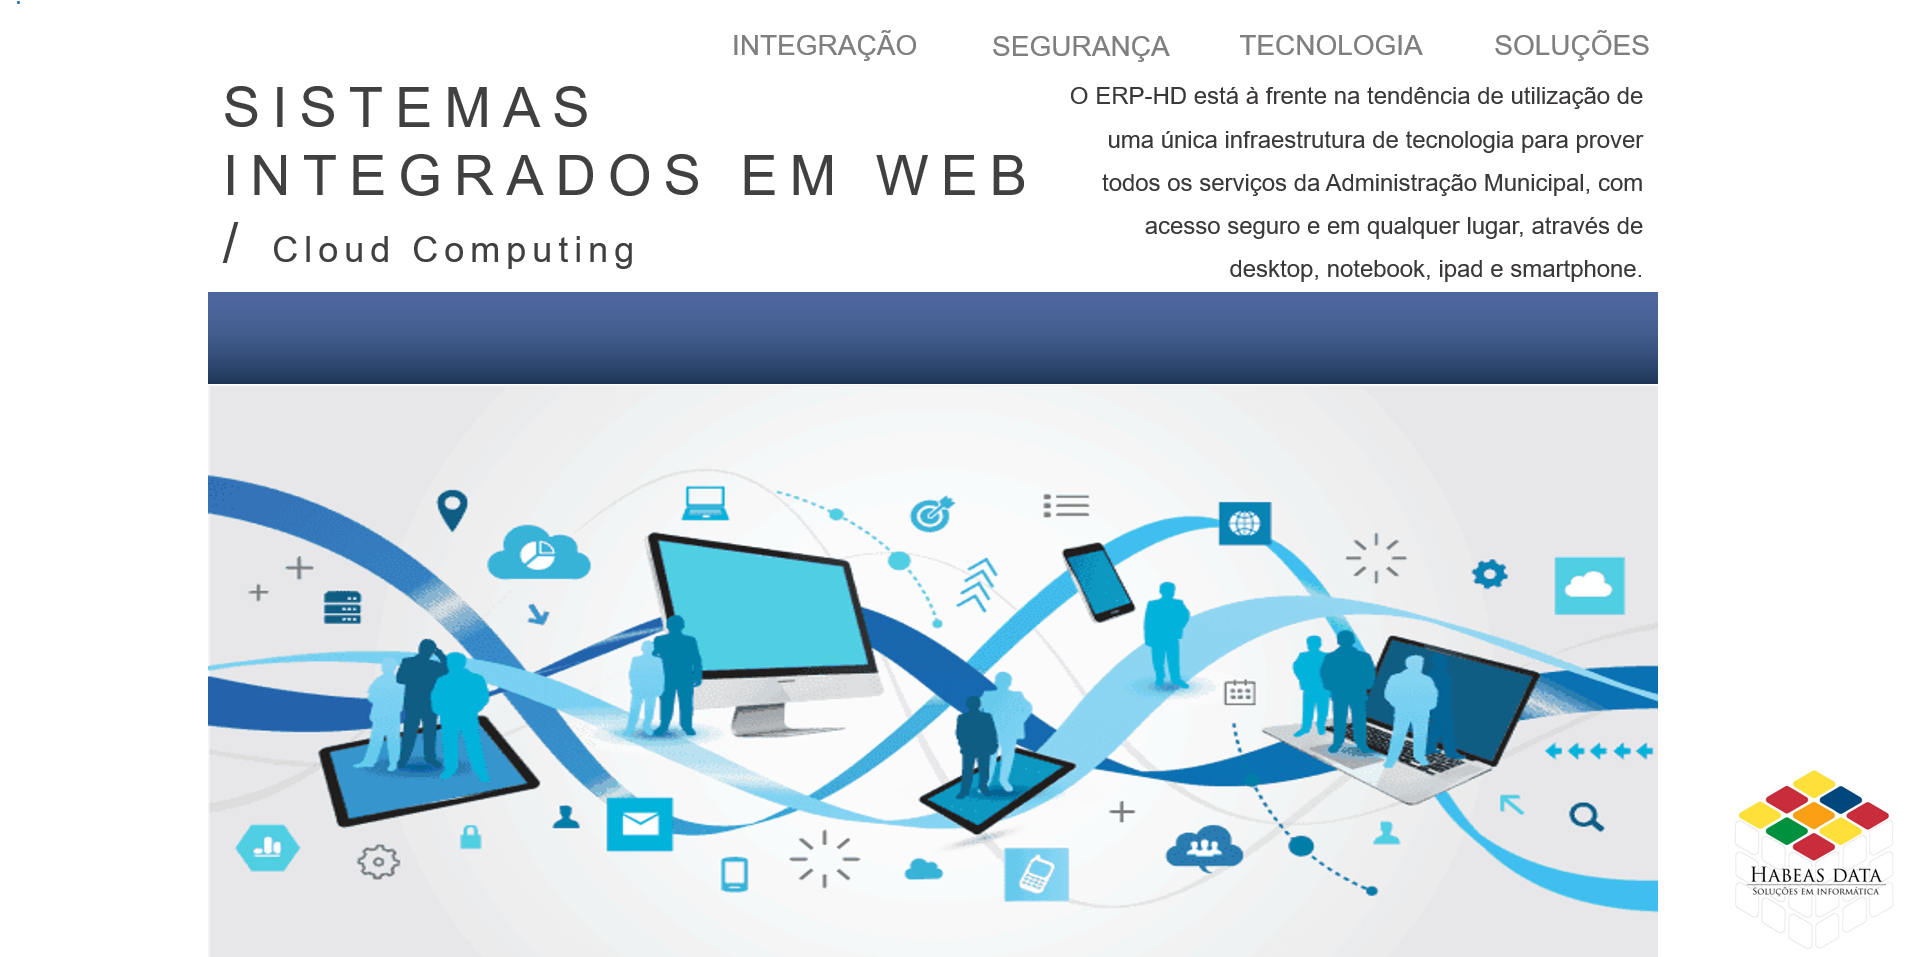 INTEGRAÇÃO SEGURANÇA TECNOLOGIA SOLUÇÕES
SISTEMAS
INTEGRADOS EM WEB
/ Cloud Computing
O ERP-HD está à frente na tendência de utilização de
uma única infraestrutura de tecnologia para prover
todos os serviços da Administração Municipal, com
acesso seguro e em qualquer lugar, através de
desktop, notebook, ipad e smartphone.
HABEAS DATA
SOLUÇÕES EM INFORMÁTICA